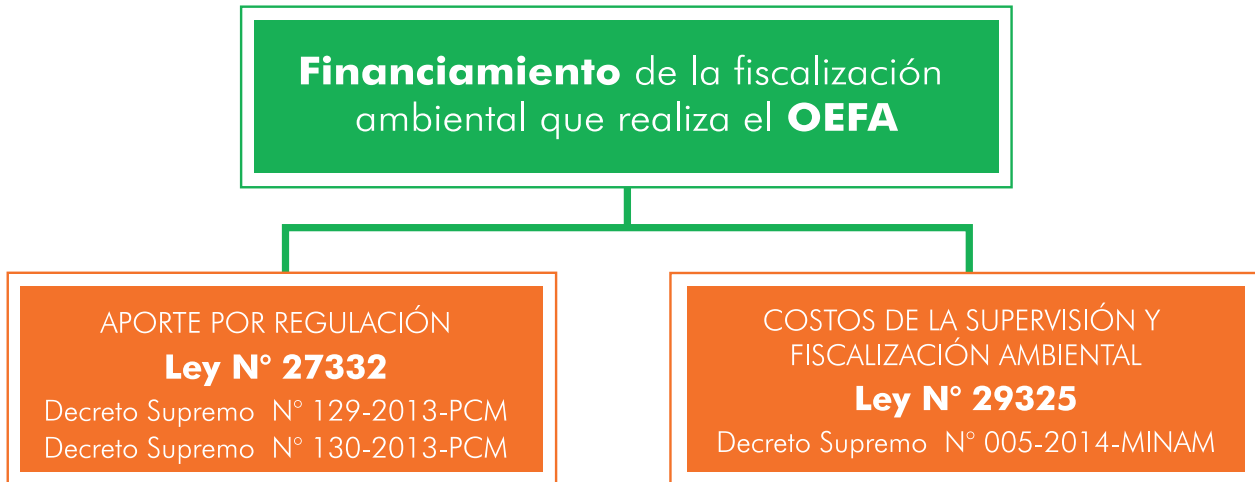 Financiamiento de la fiscalización
ambiental que realiza el OEFA
APORTE POR REGULACIÓN
Ley N° 27332
Decreto Supremo N° 129-2013-PCM
Decreto Supremo N° 130-2013-PCM
COSTOS DE LA SUPERVISIÓN Y
FISCALIZACIÓN AMBIENTAL
Ley N° 29325
Decreto Supremo N° 005-2014-MINAM